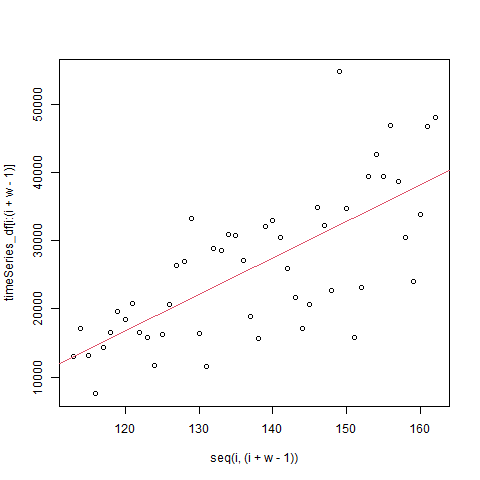 50000
40000
30000
20000
10000
timeSeries_df[i:(i + w - 1)]
120 130 140 150 160
seq(i, (i + w - 1))